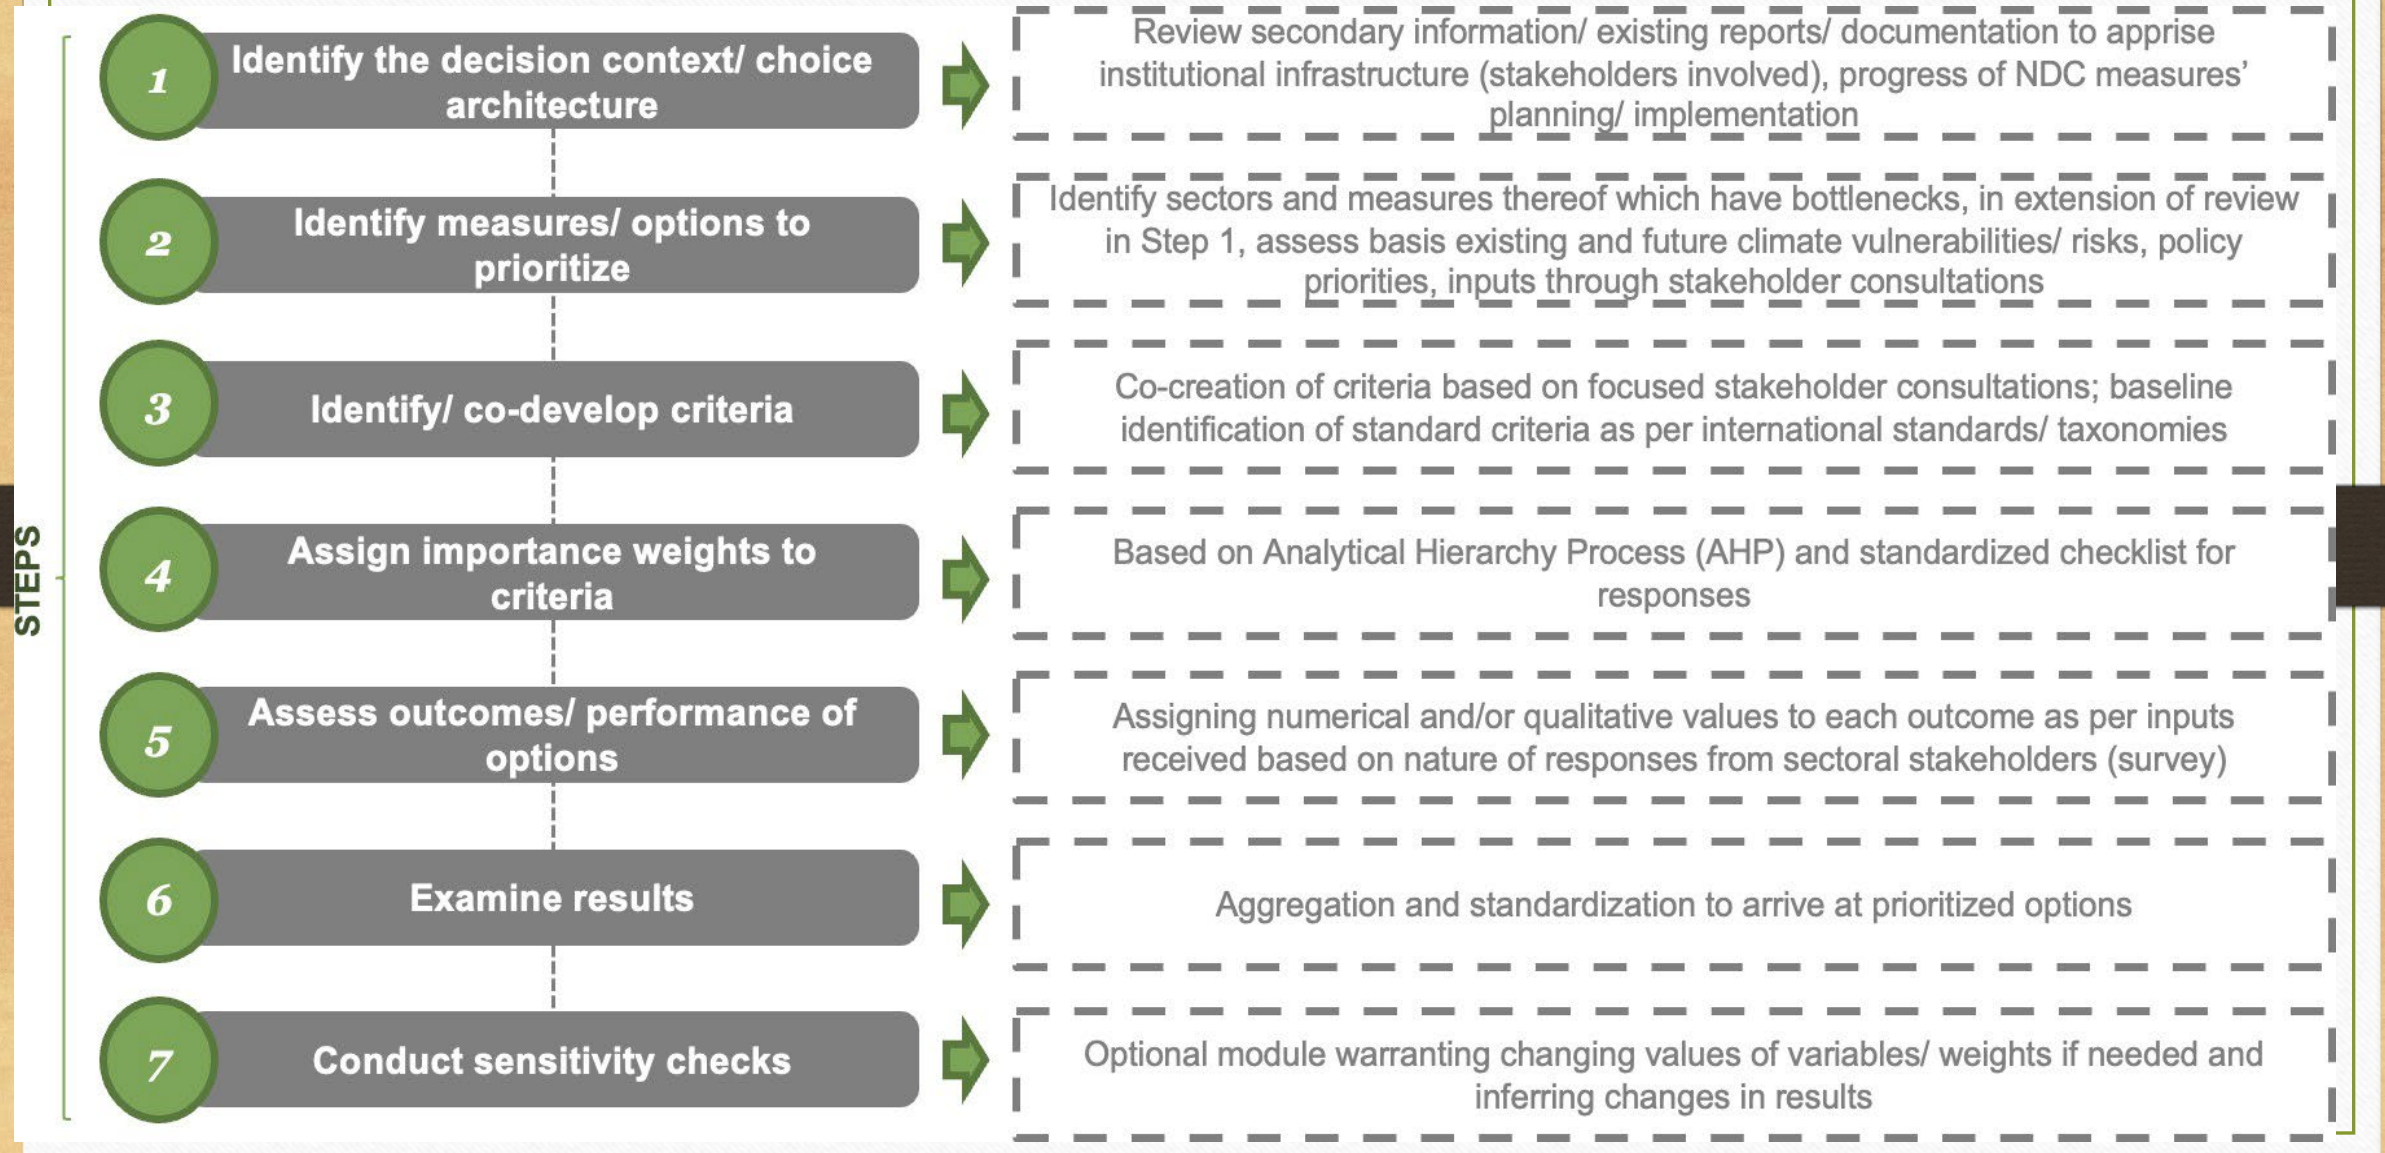 STEPS
1
Identify the decision context/ choice
architecture
Review secondary information/ existing reports/ documentation to apprise
institutional infrastructure (stakeholders involved), progress of NDC measures’
planning/ implementation
2
Identify measures/ options to
prioritize
Identify sectors and measures thereof which have bottlenecks, in extension of review
in Step 1, assess basis existing and future climate vulnerabilities/ risks, policy
priorities, inputs through stakeholder consultations
3
Identify/ co-develop criteria
Co-creation of criteria based on focused stakeholder consultations; baseline
identification of standard criteria as per international standards/ taxonomies
4
Assign importance weights to
criteria
Based on Analytical Hierarchy Process (AHP) and standardized checklist for
responses
5
Assess outcomes/ performance of
options
Assigning numerical and/or qualitative values to each outcome as per inputs
received based on nature of responses from sectoral stakeholders (survey)
6
Examine results
Aggregation and standardization to arrive at prioritized options
7
Conduct sensitivity checks
Optional module warranting changing values of variables/ weights if needed and
inferring changes in results